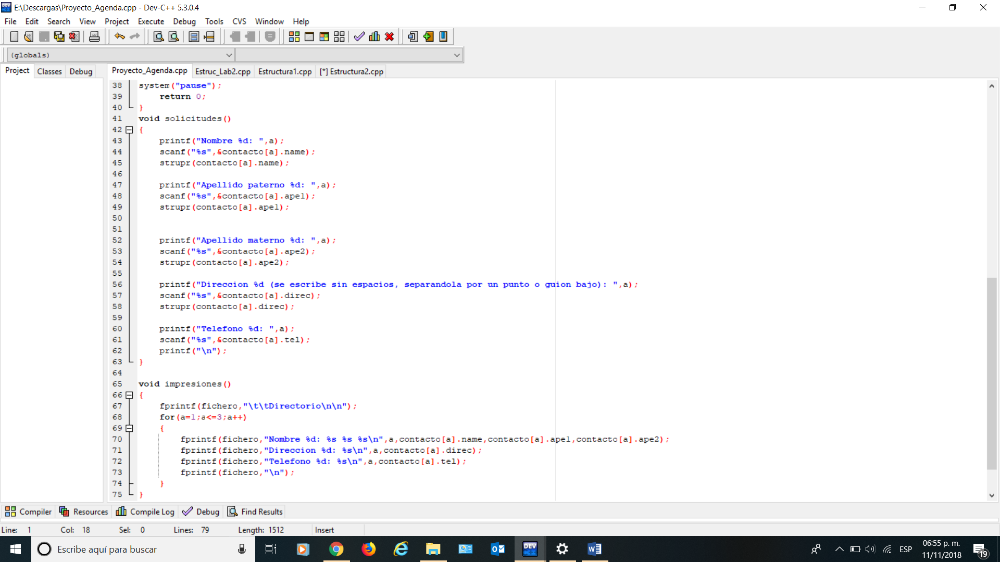 E:\Descargas\Proyecto_Agenda.cpp - Dev-C++ 5.3.0.4
File Edit Search View Project Execute Debug Tools CVS Window Help
(globals)
Project Classes Debug
Proyecto_Agenda.cpp Estruc_Lab2.cpp Estructura1.cpp [*] Estructura2.cpp
38 system("pause");
39 return 0;
40 }
41 void solicitudes()
42 {
43 printf("Nombre %d: ",a);
44 scanf("%s",&contacto[a].name);
45 strupr(contacto[a].name);
46
47 printf("Apellido paterno %d: ",a);
48 scanf("%s",&contacto[a].ape1);
49 strupr(contacto[a].ape1);
50
51
52 printf("Apellido materno %d: ",a);
53 scanf("%s",&contacto[a].ape2);
54 strupr(contacto[a].ape2);
55
56 printf("Direccion %d (se escribe sin espacios, separandola por un punto o guion bajo): ",a);
57 scanf("%s",&contacto[a].direc);
58 strupr(contacto[a].direc);
59
60 printf("Telefono %d: ",a);
61 scanf("%s",&contacto[a].tel);
62 printf("\n");
63 }
64
65 void impresiones()
66 {
67 fprintf(fichero,"\t\tDirectorio\n\n");
68 for(a=1;a<=3;a++)
69 {
70 fprintf(fichero,"Nombre %d: %s %s %s\n",a,contacto[a].name,contacto[a].ape1,contacto[a].ape2);
71 fprintf(fichero,"Direccion %d: %s\n",a,contacto[a].direc);
72 fprintf(fichero,"Telefono %d: %s\n",a,contacto[a].tel);
73 fprintf(fichero,"\n");
74 }
75 }
Compiler Resources Compile Log Debug Find Results
Line: 1 Col: 18 Sel: 0 Lines: 79 Length: 1512 Insert
Escribe aquí para buscar
DEV
ESP
06:55 p. m.
11/11/2018
19